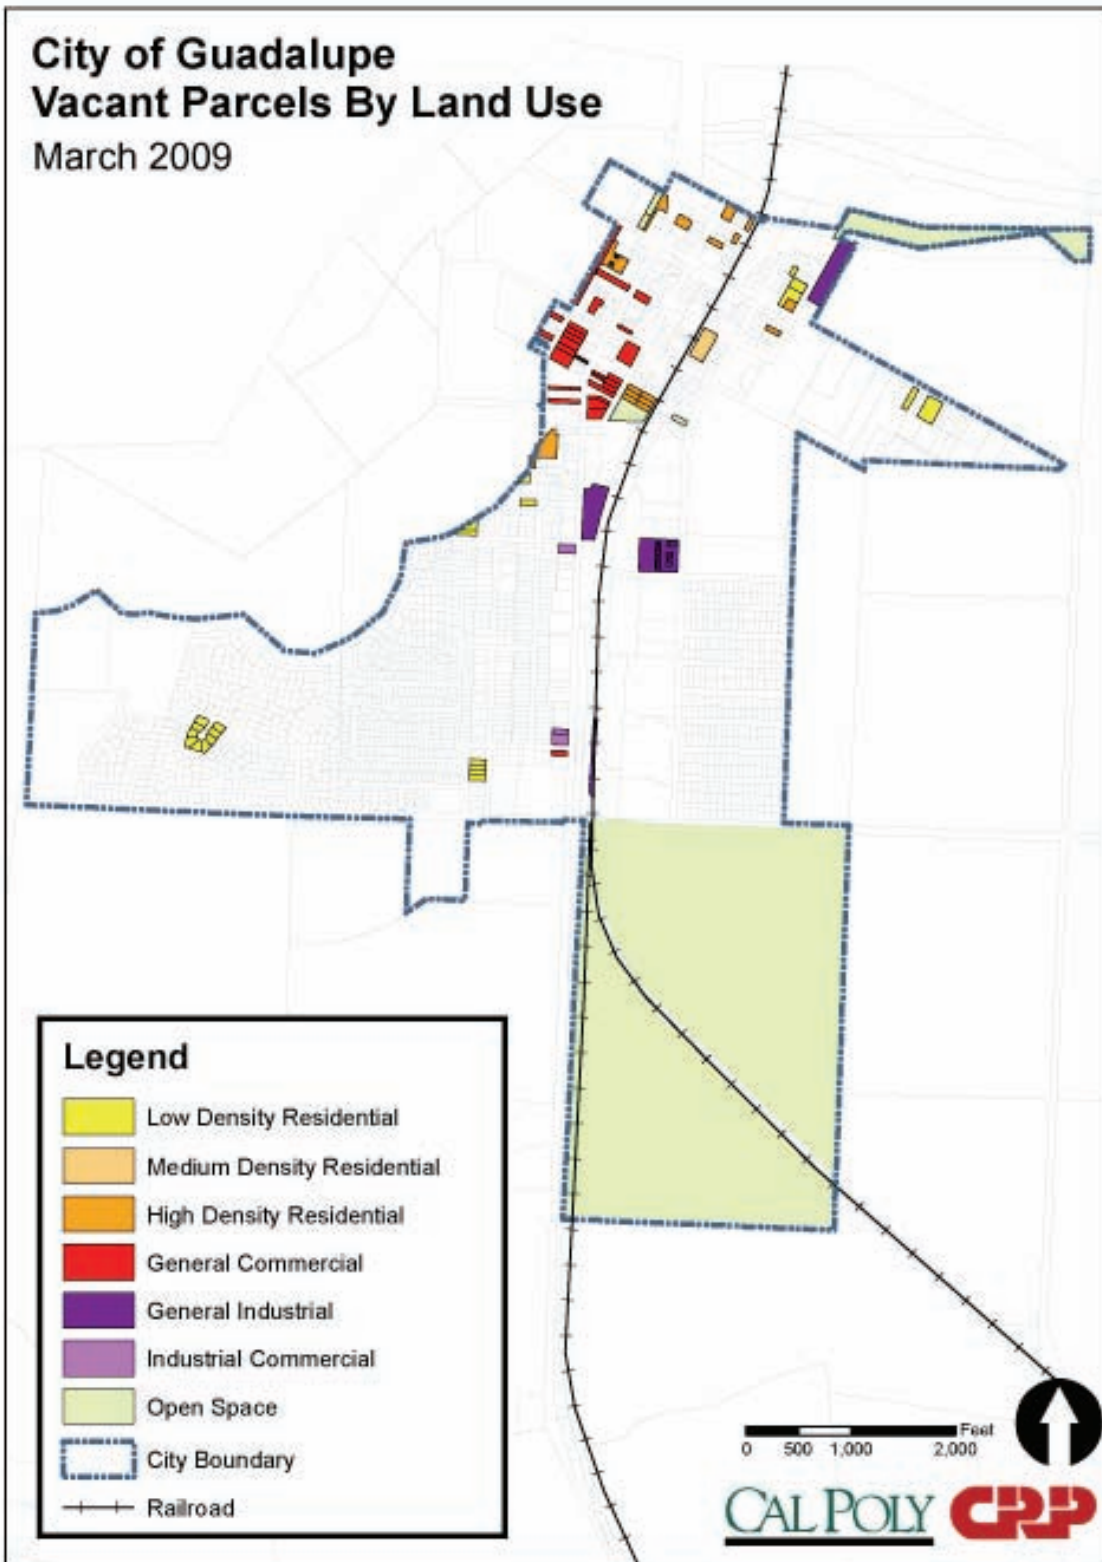 City of Guadalupe
Vacant Parcels By Land Use
March 2009
Legend
Low Density Residential
Medium Density Residential
High Density Residential
General Commercial
General Industrial
Industrial Commercial
Open Space
City Boundary
Railroad
Feet
0 500 1,000 2,000
CAL POLY CRP